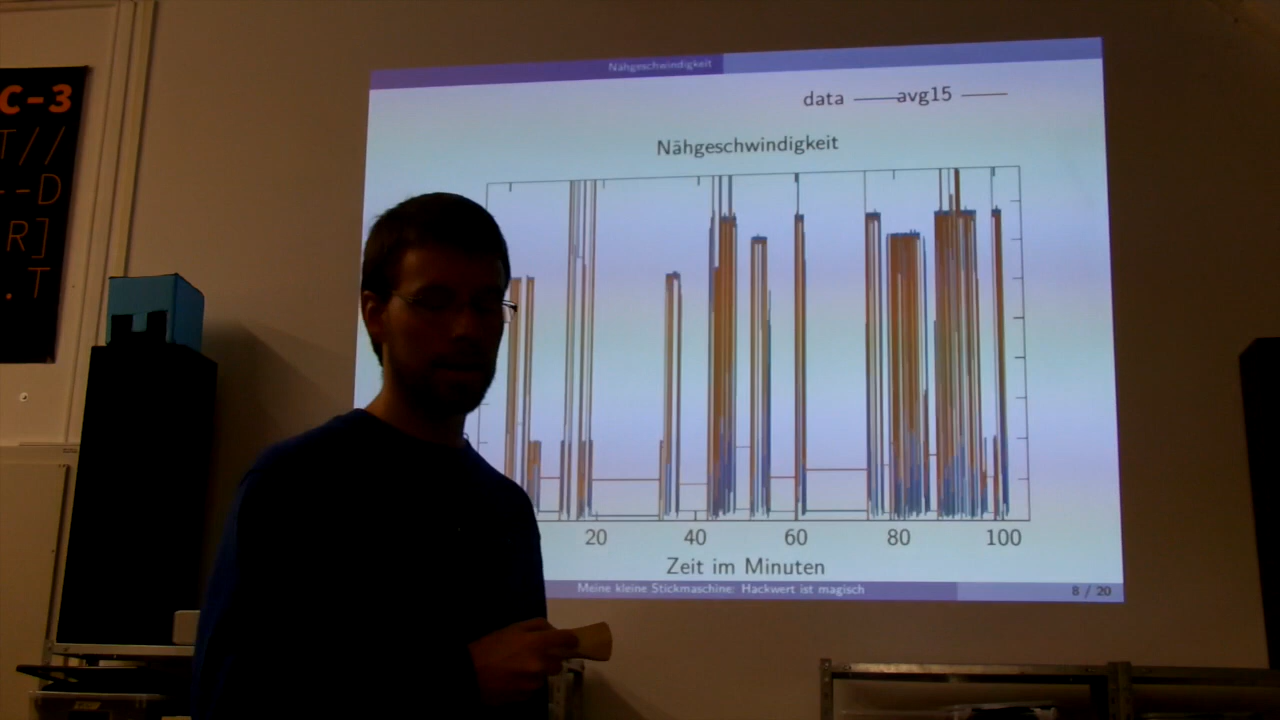 C-3
T//
--D
R]
.T
Nähgeschwindigkeit
data
avg15
Nähgeschwindigkeit
20 40 60 80 100
Zeit im Minuten
Meine kleine Stickmaschine: Hackwert ist magisch
8 / 20